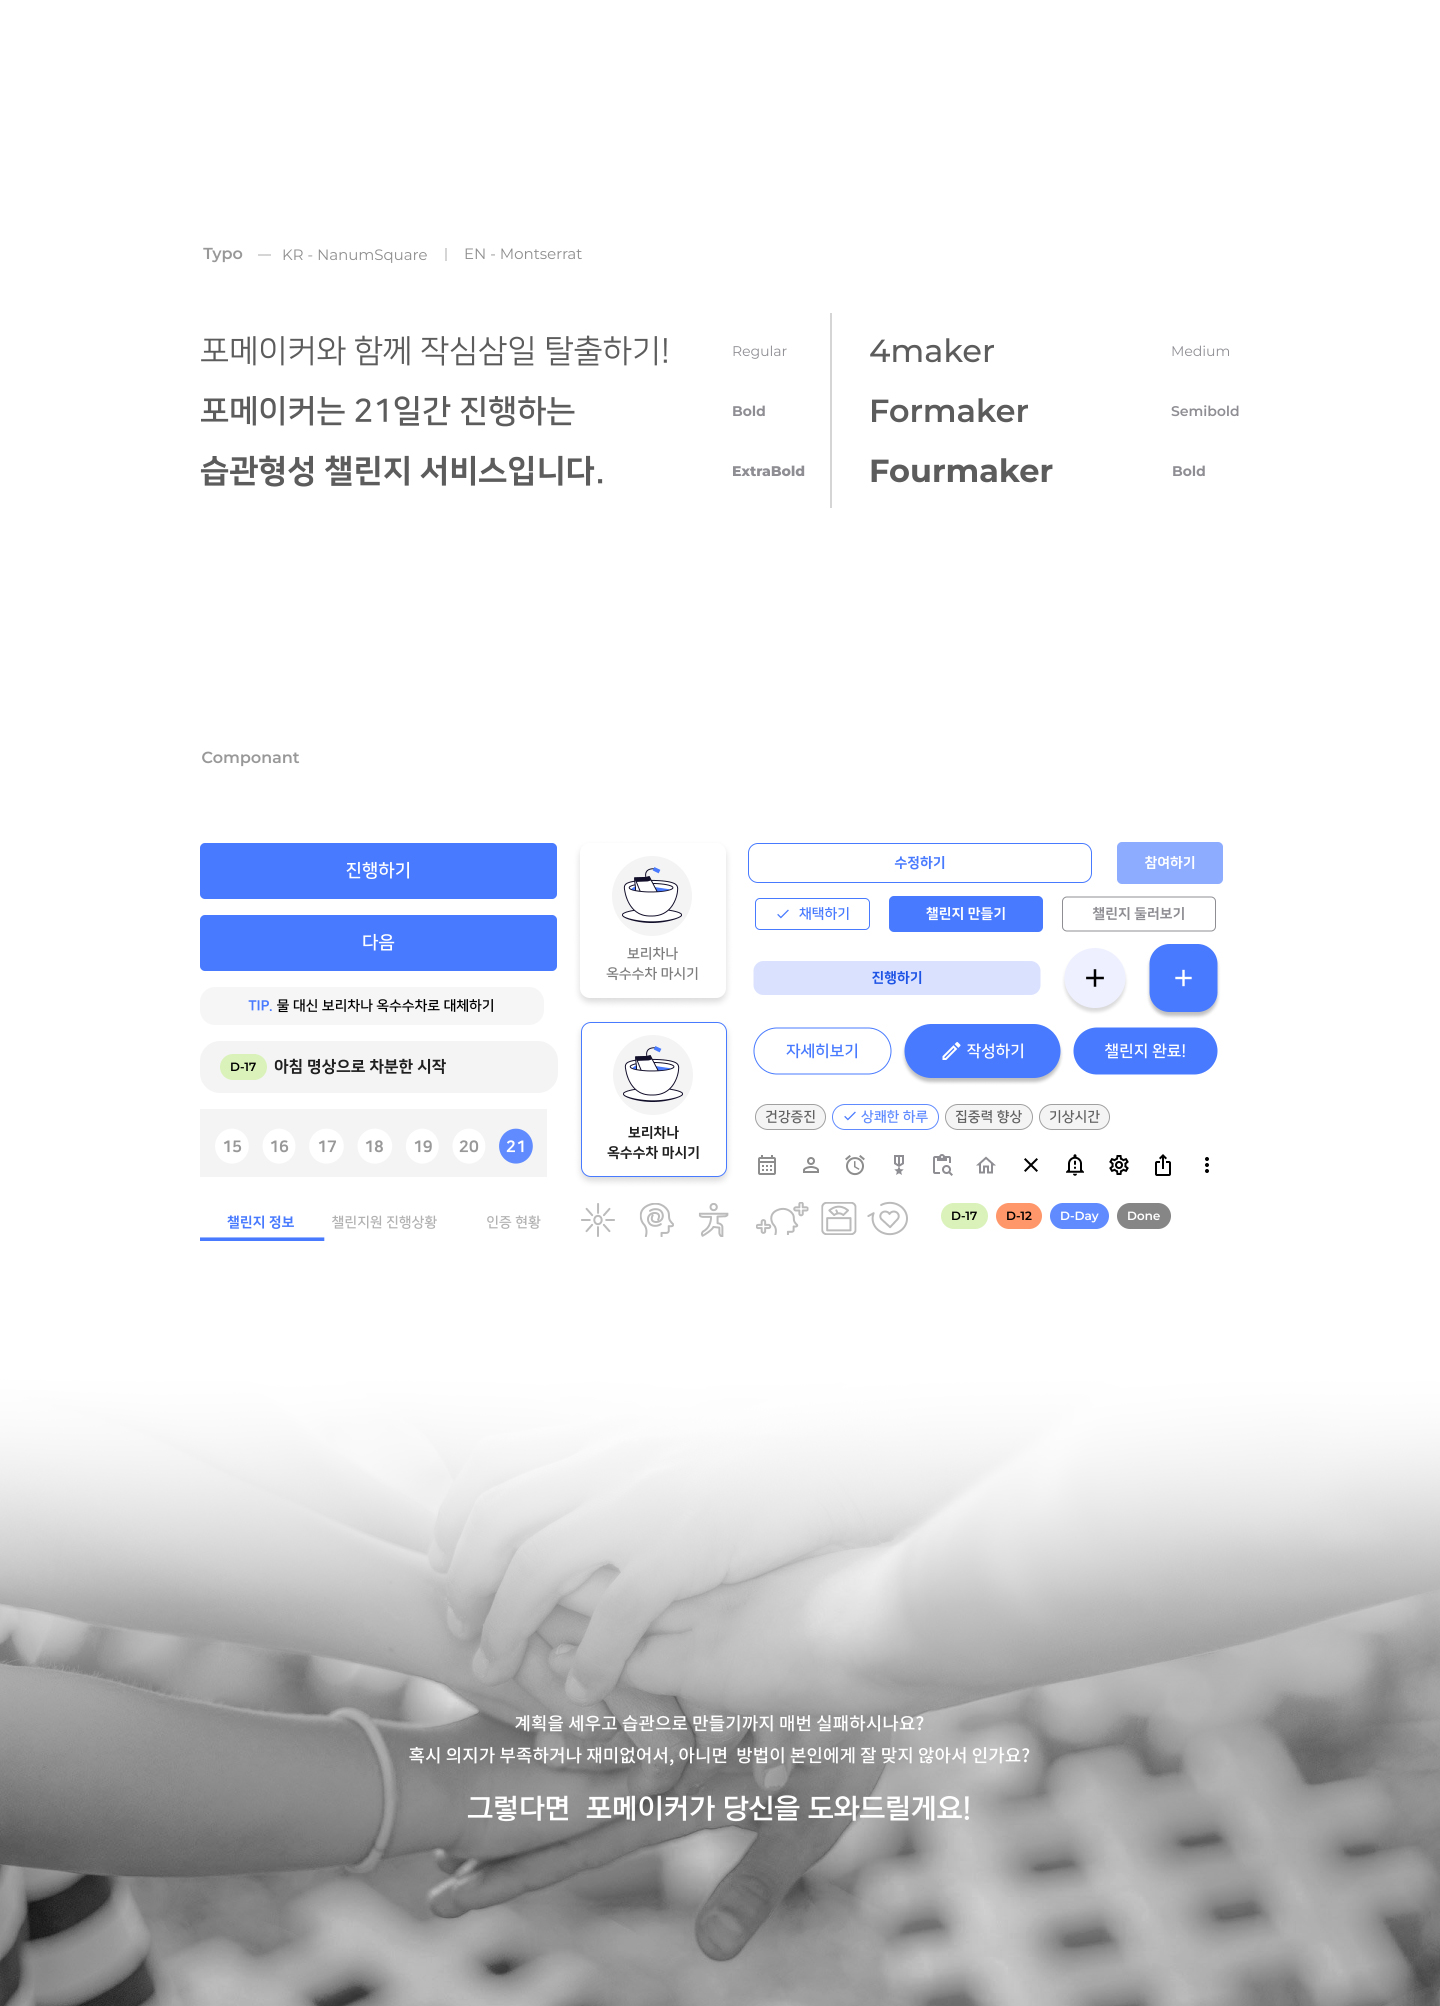 Typo — KR - NanumSquare | EN - Montserrat
포메이커와 함께 작심삼일 탈출하기! Regular
포메이커는 21일간 진행하는 Bold
습관형성 챌린지 서비스입니다. ExtraBold
4maker Medium
Formaker Semibold
Fourmaker Bold
Componant
진행하기
다음
TIP. 물 대신 보리차나 옥수수차로 대체하기
D-17 아침 명상으로 차분한 시작
15 16 17 18 19 20 21
챌린지 정보 챌린지원 진행상황 인증 현황
보리차나
옥수수차 마시기
보리차나
옥수수차 마시기
수정하기 참여하기
채택하기 챌린지 만들기 챌린지 둘러보기
진행하기
자세히보기 작성하기 챌린지 완료!
건강증진 상쾌한 하루 집중력 향상 기상시간
D-17 D-12 D-Day Done
계획을 세우고 습관으로 만들기까지 매번 실패하시나요?
혹시 의지가 부족하거나 재미없어서, 아니면 방법이 본인에게 잘 맞지 않아서 인가요?
그렇다면 포메이커가 당신을 도와드릴게요!